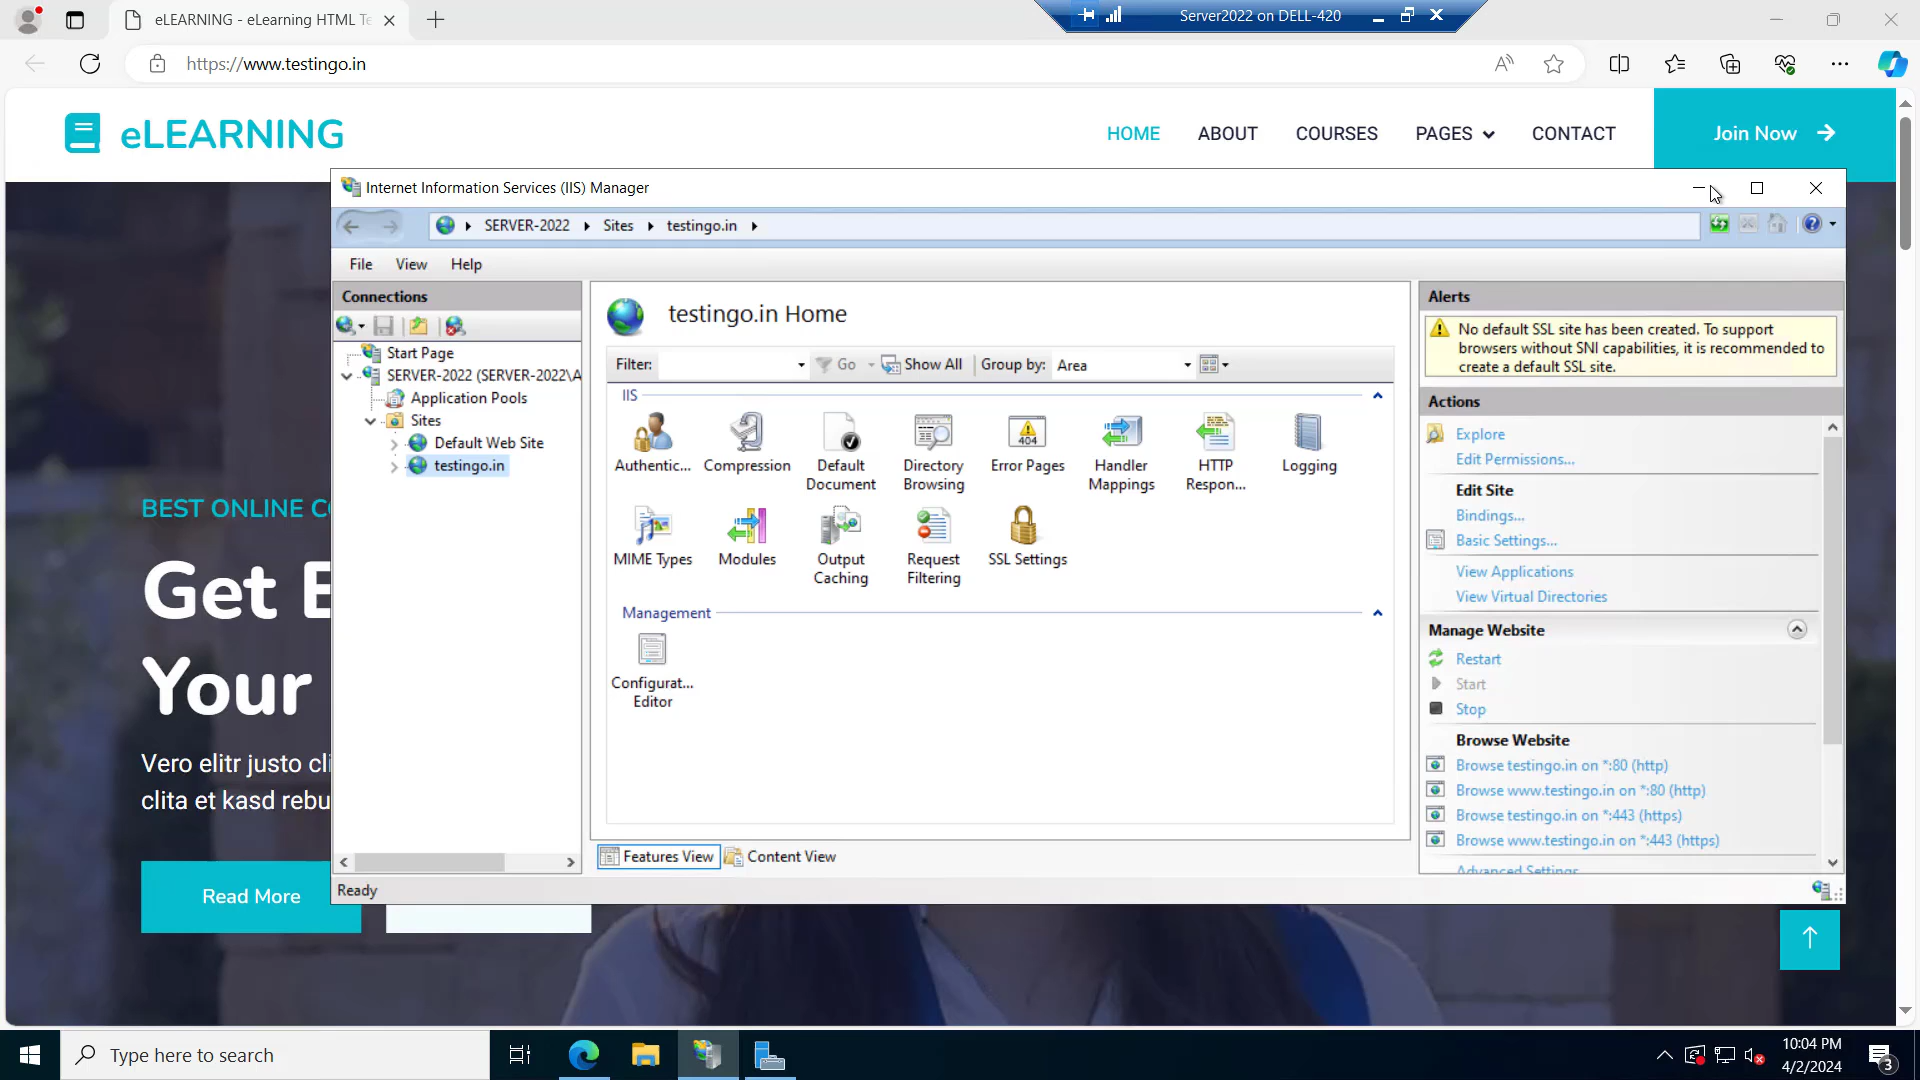 eLEARNING - eLearning HTML Te
Server2022 on DELL-420
https://www.testingo.in
eLEARNING
HOME
ABOUT
COURSES
PAGES
CONTACT
Join Now
Internet Information Services (IIS) Manager
SERVER-2022
Sites
testingo.in
File
View
Help
Connections
Start Page
SERVER-2022 (SERVER-2022\A
Application Pools
Sites
Default Web Site
testingo.in
testingo.in Home
Filter:
Go
Show All
Group by:
Area
IIS
Authentic...
Compression
Default
Document
Directory
Browsing
Error Pages
404
Handler
Mappings
HTTP
Respon...
Logging
MIME Types
Modules
Output
Caching
Request
Filtering
SSL Settings
Management
Configurat...
Editor
Features View
Content View
Ready
Alerts
No default SSL site has been created. To support
browsers without SNI capabilities, it is recommended to
create a default SSL site.
Actions
Explore
Edit Permissions...
Edit Site
Bindings...
Basic Settings...
View Applications
View Virtual Directories
Manage Website
Restart
Start
Stop
Browse Website
Browse testingo.in on *:80 (http)
Browse www.testingo.in on *:80 (http)
Browse testingo.in on *:443 (https)
Browse www.testingo.in on *:443 (https)
Advanced Settings...
BEST ONLINE CO
Get E
Your
Vero elitr justo cli
clita et kasd rebu
Read More
Type here to search
10:04 PM
4/2/2024
3